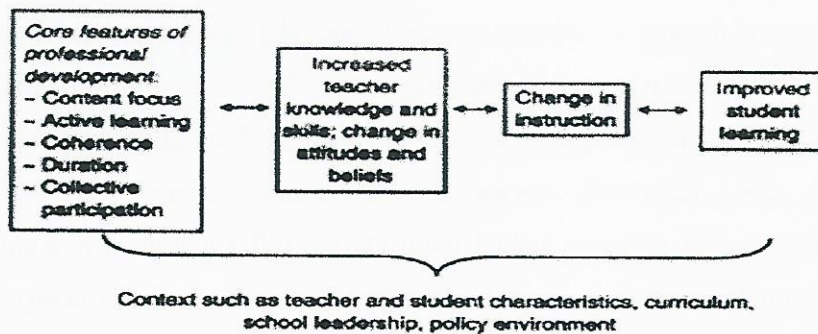 Core features of
professional
development:
~ Content focus
~ Active learning
~ Coherence
~ Duration
~ Collective
participation
Increased
teacher
knowledge and
skills; change in
attitudes and
beliefs
Change in
instruction
Improved
student
learning
Context such as teacher and student characteristics, curriculum,
school leadership, policy environment